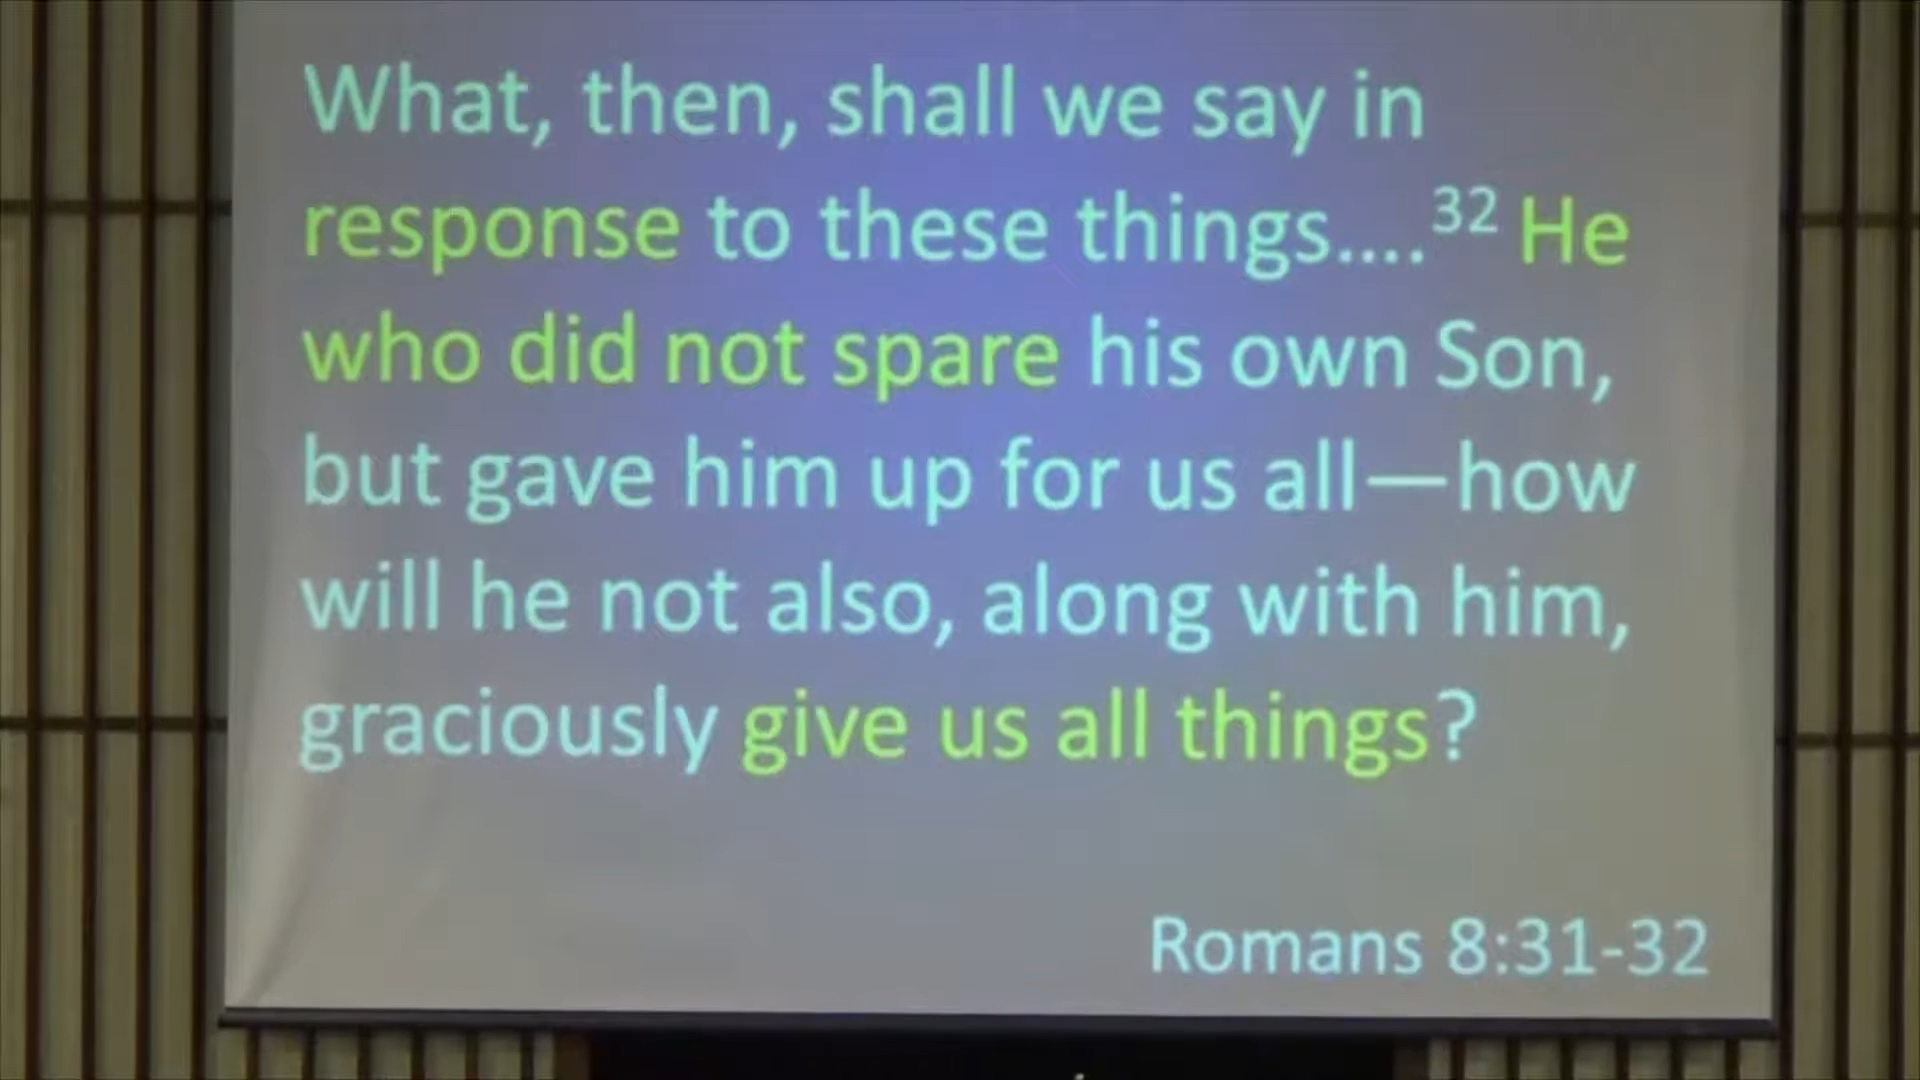 What, then, shall we say in
response to these things....32 He
who did not spare his own Son,
but gave him up for us all—how
will he not also, along with him,
graciously give us all things?
Romans 8:31-32